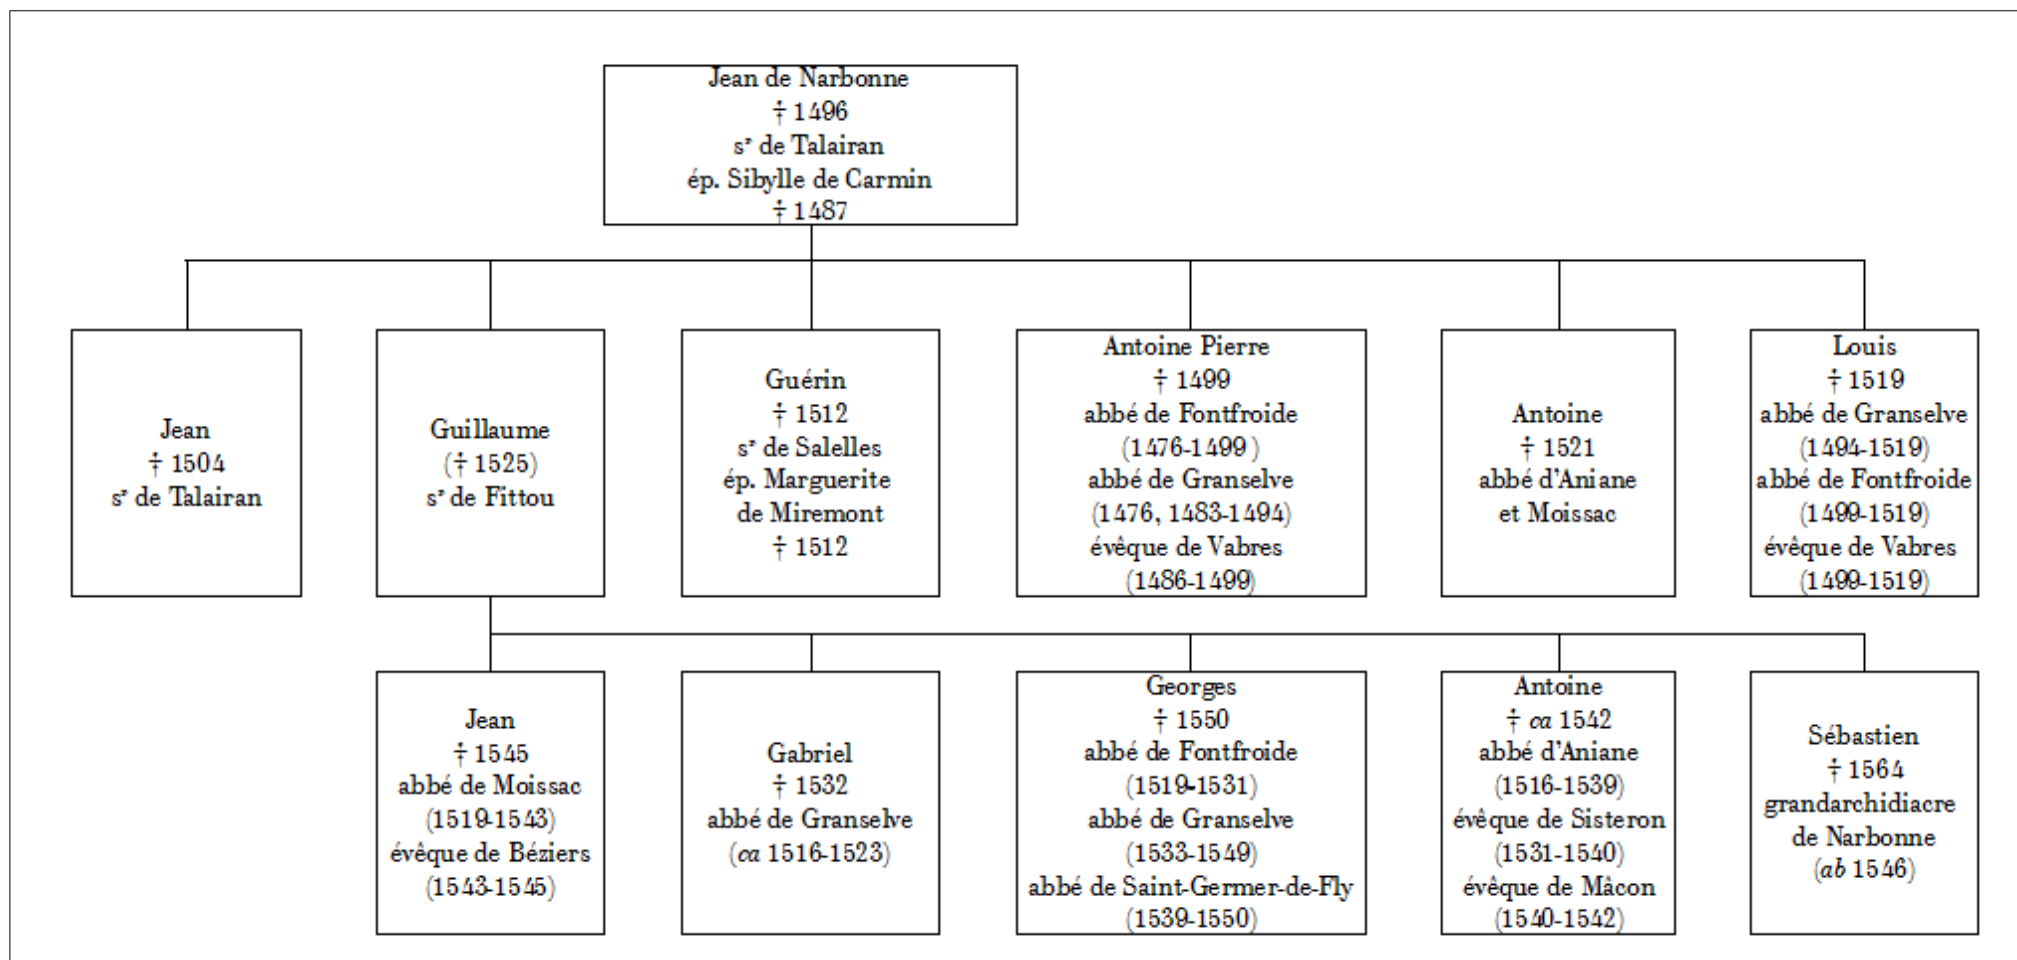 Jean de Narbonne
† 1496
sʳ de Talairan
ép. Sibylle de Carmin
† 1487
Jean
† 1504
sʳ de Talairan
Guillaume
(† 1525)
sʳ de Fittou
Guérin
† 1512
sʳ de Salelles
ép. Marguerite
de Miremont
† 1512
Antoine Pierre
† 1499
abbé de Fontfroide
(1476-1499 )
abbé de Granselve
(1476, 1483-1494)
évêque de Vabres
(1486-1499)
Antoine
† 1521
abbé d'Aniane
et Moissac
Louis
† 1519
abbé de Granselve
(1494-1519)
abbé de Fontfroide
(1499-1519)
évêque de Vabres
(1499-1519)
Jean
† 1545
abbé de Moissac
(1519-1543)
évêque de Béziers
(1543-1545)
Gabriel
† 1532
abbé de Granselve
(ca 1516-1523)
Georges
† 1550
abbé de Fontfroide
(1519-1531)
abbé de Granselve
(1533-1549)
abbé de Saint-Germer-de-Fly
(1539-1550)
Antoine
† ca 1542
abbé d'Aniane
(1516-1539)
évêque de Sisteron
(1531-1540)
évêque de Mâcon
(1540-1542)
Sébastien
† 1564
grandarchidiacre
de Narbonne
(ab 1546)